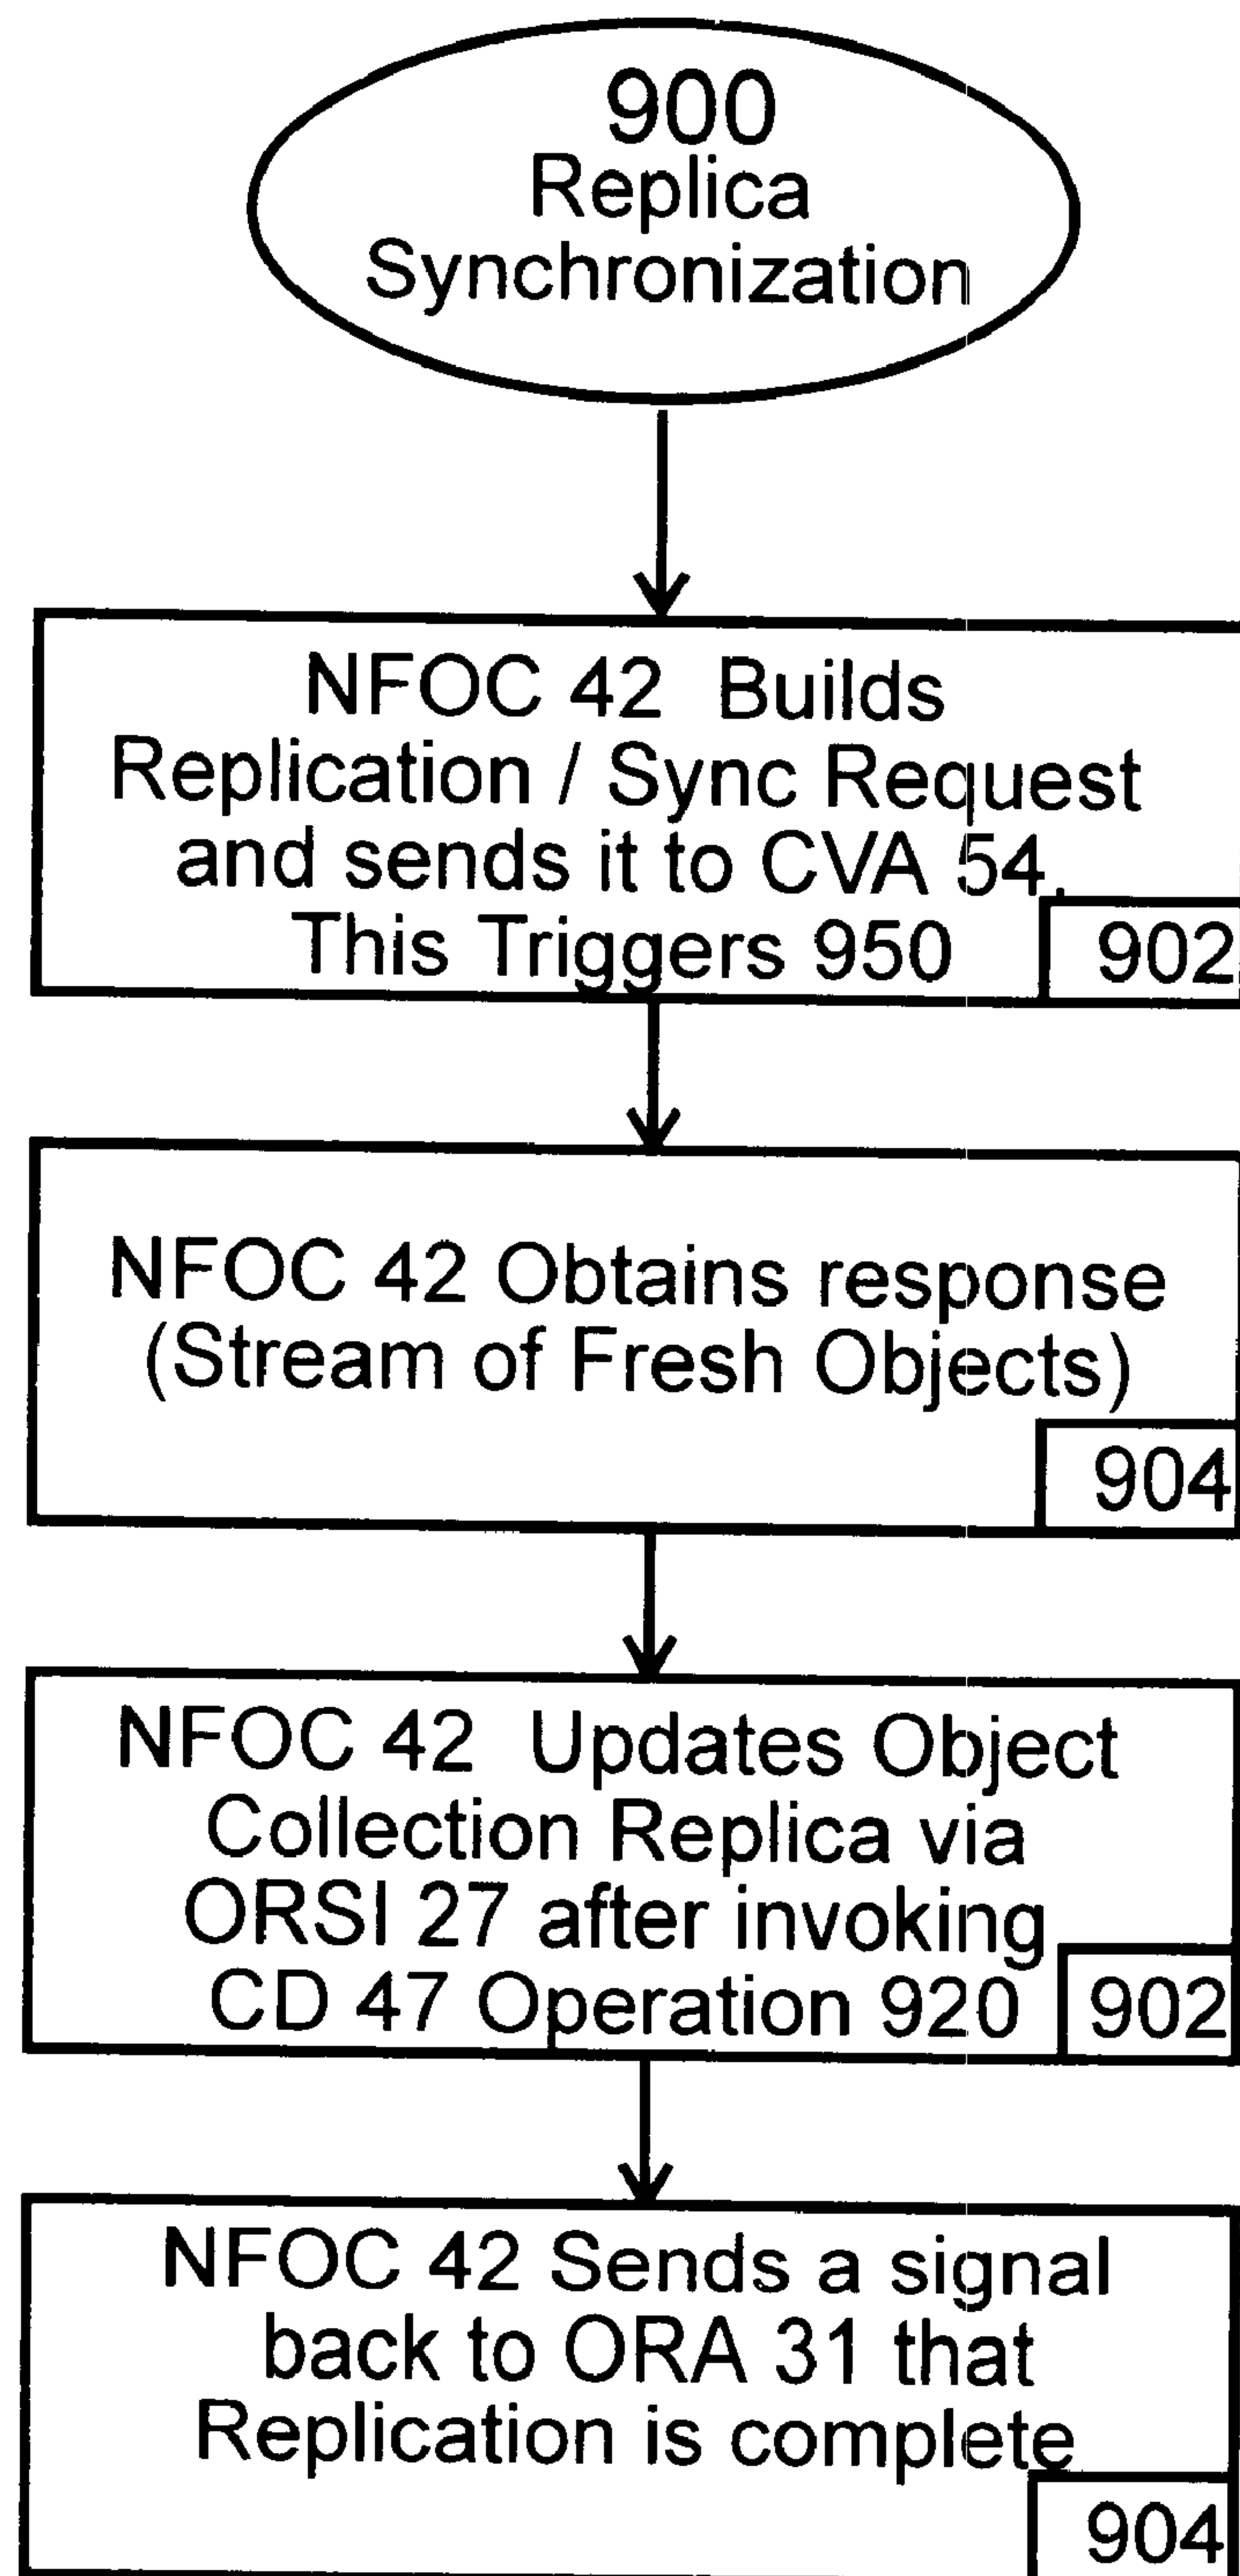 900
Replica
Synchronization
NFOC 42 Builds
Replication / Sync Request
and sends it to CVA 54.
This Triggers 950
902
NFOC 42 Obtains response
(Stream of Fresh Objects)
904
NFOC 42 Updates Object
Collection Replica via
ORSI 27 after invoking
CD 47 Operation 920
902
NFOC 42 Sends a signal
back to ORA 31 that
Replication is complete
904